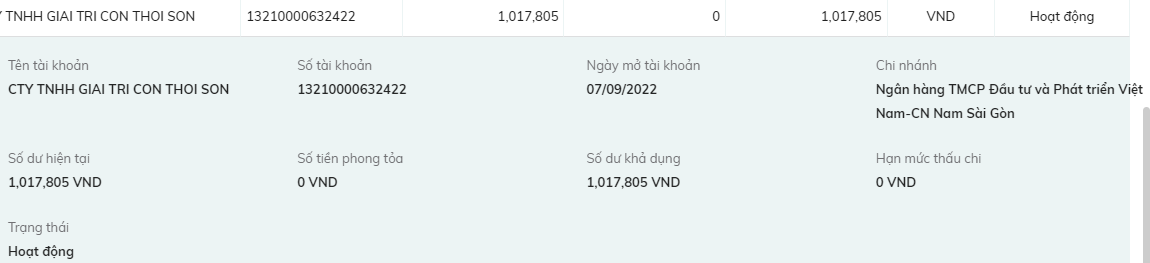 TNHH GIAI TRI CON THOI SON 13210000632422 1,017,805 0 1,017,805 VND Hoạt động
Tên tài khoản Số tài khoản Ngày mở tài khoản Chi nhánh
CTY TNHH GIAI TRI CON THOI SON 13210000632422 07/09/2022 Ngân hàng TMCP Đầu tư và Phát triển Việt
Nam-CN Nam Sài Gòn
Số dư hiện tại Số tiền phong tỏa Số dư khả dụng Hạn mức thấu chi
1,017,805 VND 0 VND 1,017,805 VND 0 VND
Trạng thái
Hoạt động